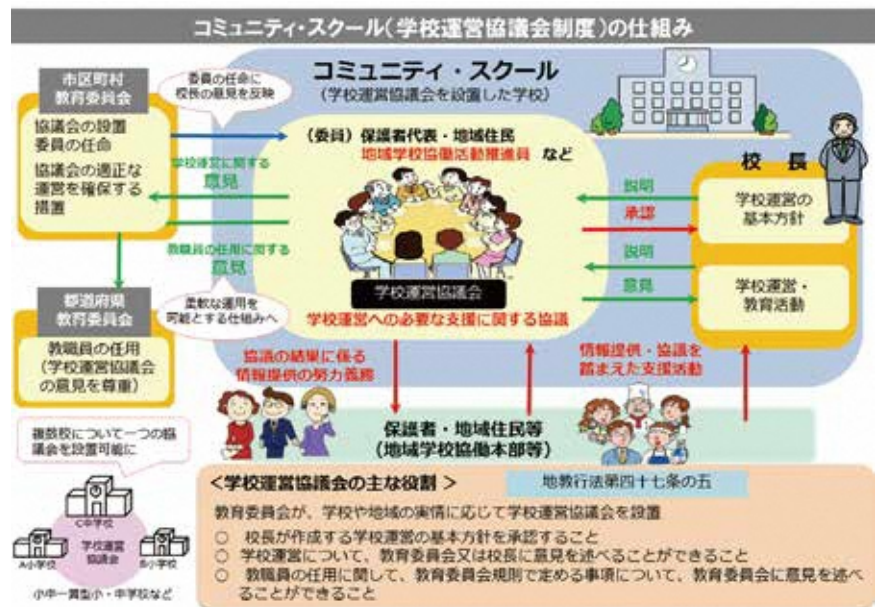 コミュニティ・スクール(学校運営協議会制度)の仕組み
市区町村
教育委員会
協議会の設置
委員の任命
協議会の適正な
運営を確保する
措置
委員の任命に
校長の意見を反映
コミュニティ・スクール
(学校運営協議会を設置した学校)
(委員)保護者代表・地域住民
地域学校協働活動推進員 など
学校運営に関する
意見
教職員の任用に関する
意見
柔軟な運用を
可能とする仕組みへ
学校運営協議会
学校運営への必要な支援に関する協議
校 長
説明
承認
学校運営の
基本方針
説明
意見
学校運営・
教育活動
都道府県
教育委員会
教職員の任用
(学校運営協議会
の意見を尊重)
協議の結果に係る
情報提供の努力義務
情報提供・協議を
踏まえた支援活動
保護者・地域住民等
(地域学校協働本部等)
複数校について一つの協
議会を設置可能に
C中学校
学校運営
協議会
A小学校
B小学校
小中一貫型小・中学校など
<学校運営協議会の主な役割 >
地教行法第四十七条の五
教育委員会が、学校や地域の実情に応じて学校運営協議会を設置
○ 校長が作成する学校運営の基本方針を承認すること
○ 学校運営について、教育委員会又は校長に意見を述べることができること
○ 教職員の任用に関して、教育委員会規則で定める事項について、教育委員会に意見を述べ
ることができること